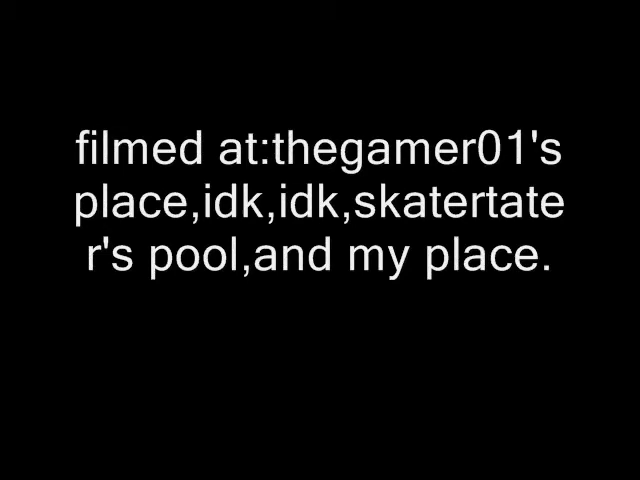 filmed at:thegamer01's
place,idk,idk,skatertate
r's pool,and my place.